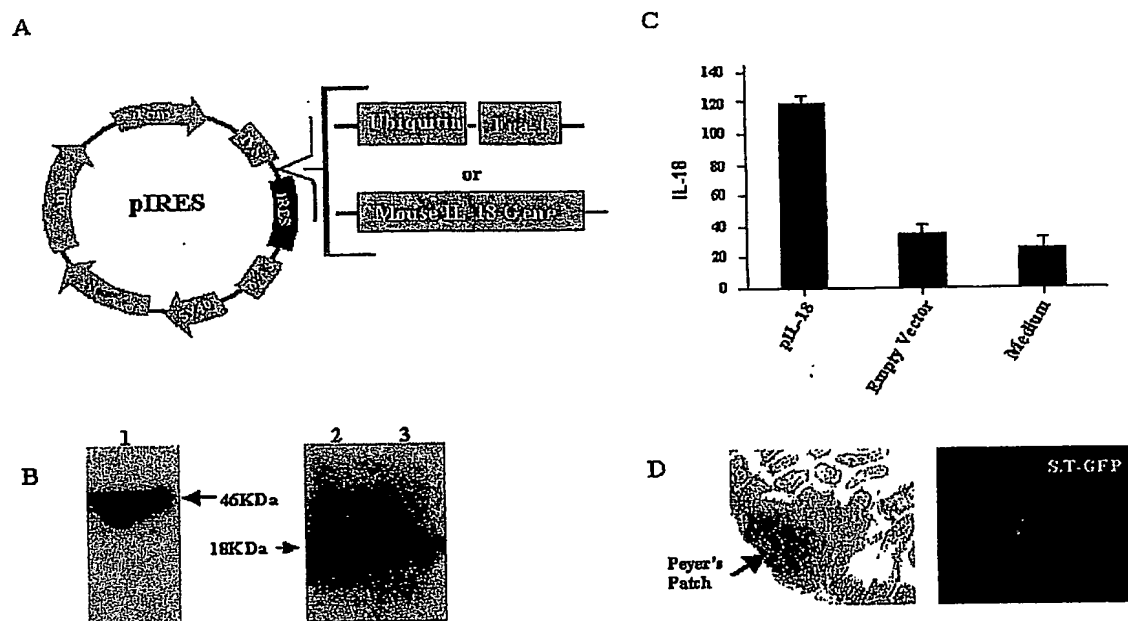 A
pIRES
IRES
Ubiquitin
or
Mouse IL-18 Gene
B
1
46KDa
2 3
18KDa
C
IL-18
140
120
100
80
60
40
20
0
pIL-18
Empty Vector
Medium
D
Peyer's
Patch
S.T-GFP